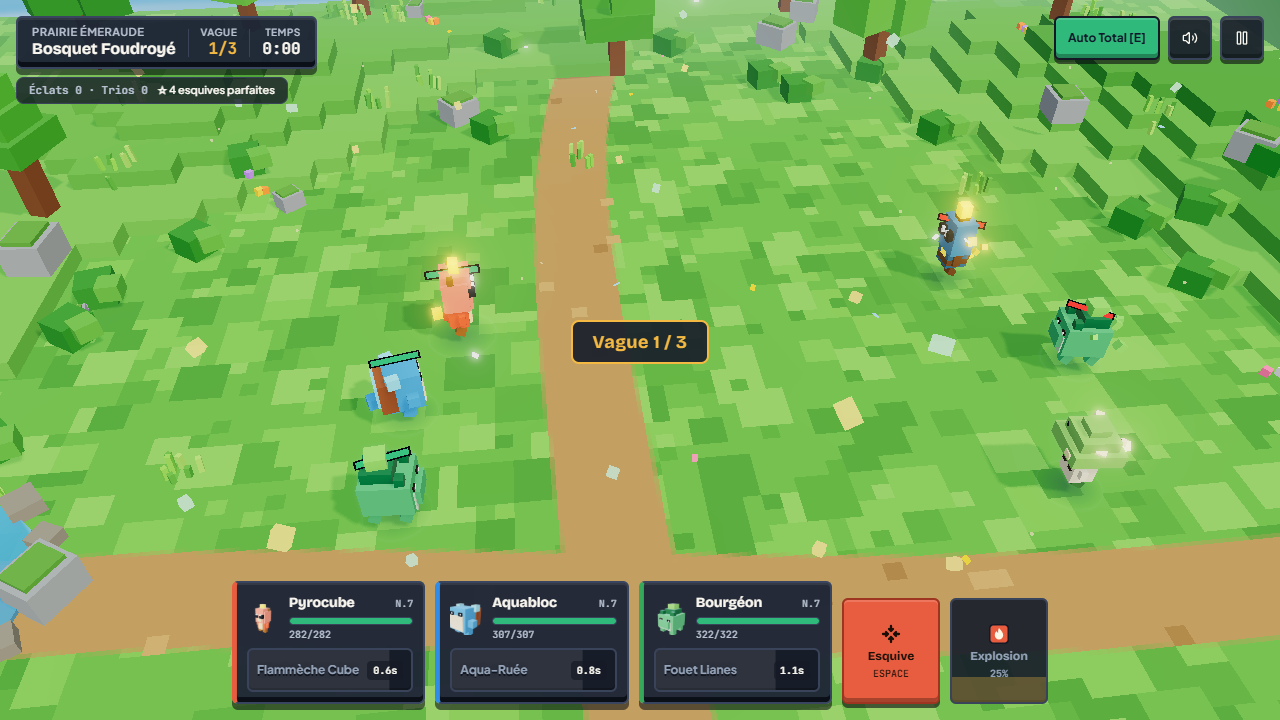 PRAIRIE ÉMERAUDE
Bosquet Foudroyé
VAGUE
1/3
TEMPS
0:00
Éclats 0 · Trios 0 ★ 4 esquives parfaites
Auto Total [E]
Vague 1 / 3
Pyrocube N.7
282/282
Flammèche Cube 0.6s
Aquabloc N.7
307/307
Aqua-Ruée 0.8s
Bourgéon N.7
322/322
Fouet Lianes 1.1s
Esquive
ESPACE
Explosion
25%